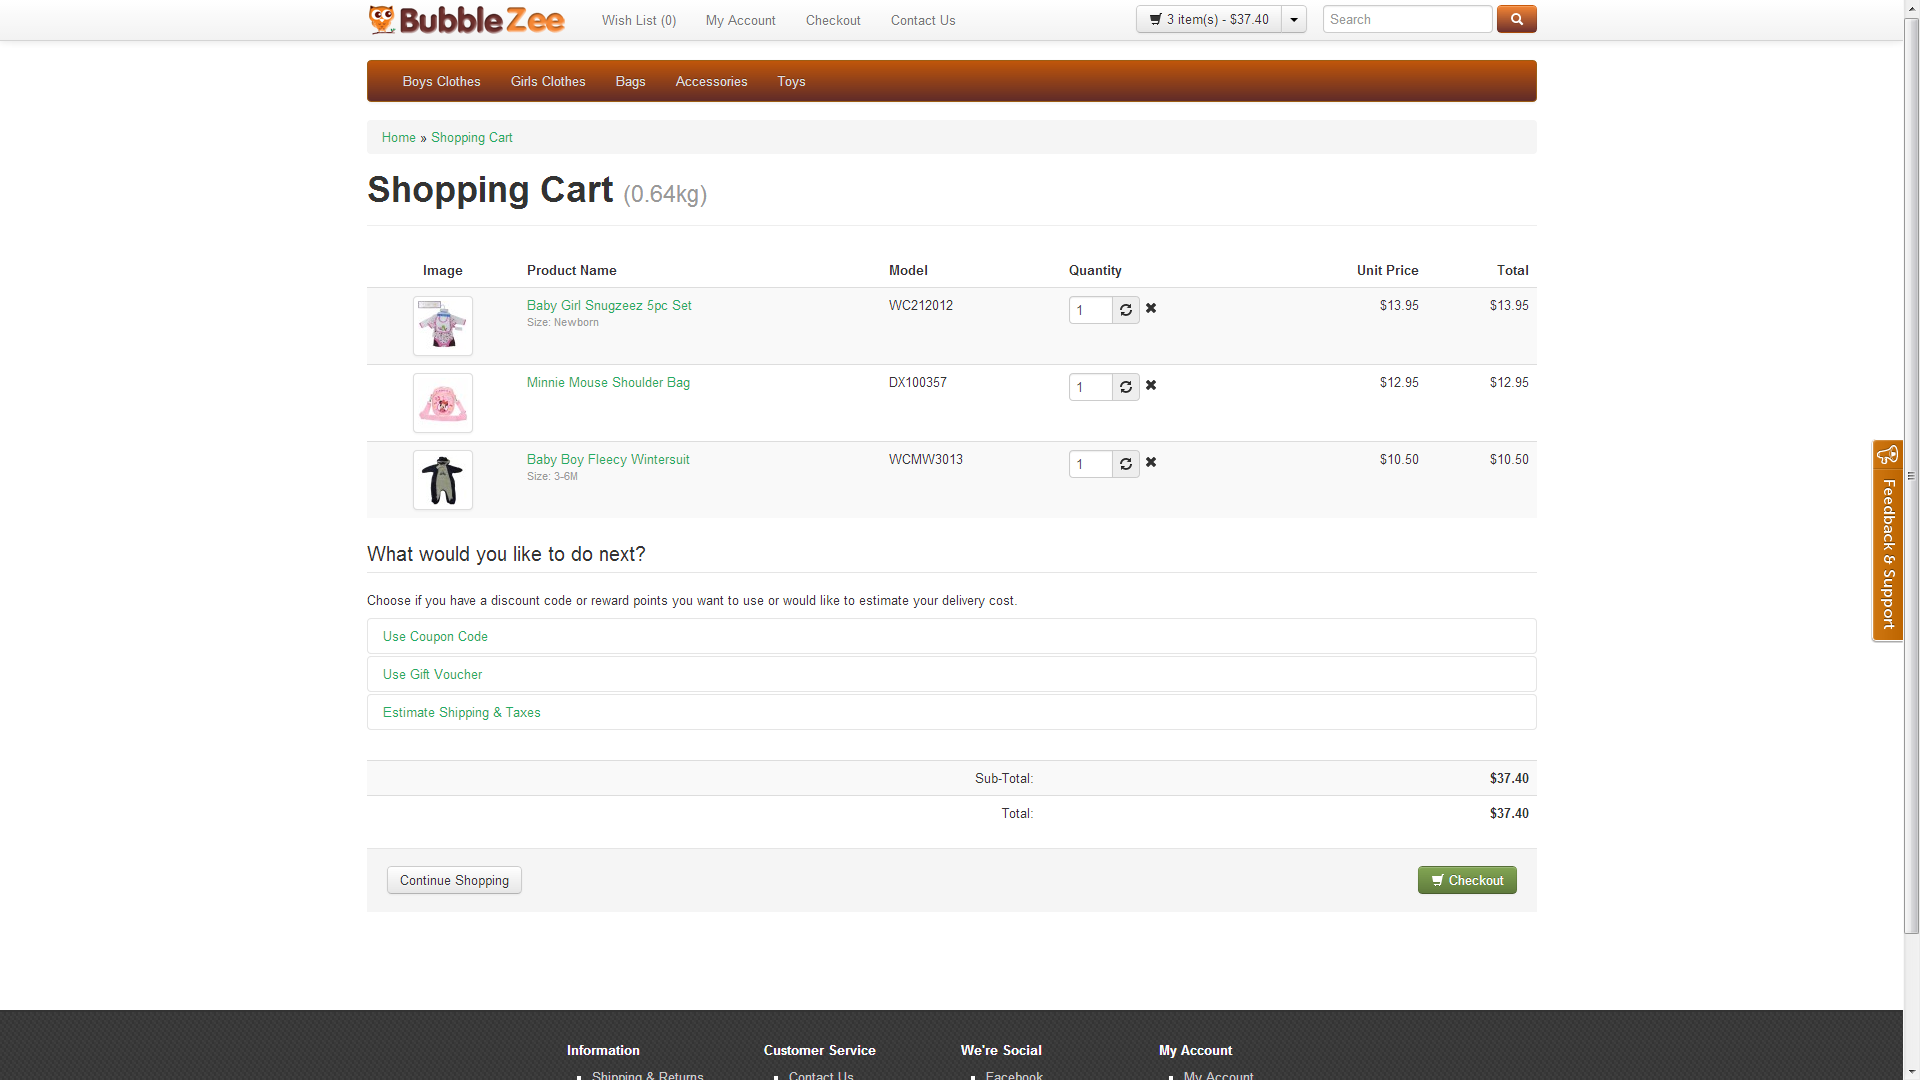 BubbleZee Wish List (0) My Account Checkout Contact Us 3 item(s) - $37.40 Search
Boys Clothes Girls Clothes Bags Accessories Toys
Home » Shopping Cart
Shopping Cart (0.64kg)
Image Product Name Model Quantity Unit Price Total
Baby Girl Snugzeez 5pc Set WC212012 1 $13.95 $13.95
Size: Newborn
Minnie Mouse Shoulder Bag DX100357 1 $12.95 $12.95
Baby Boy Fleecy Wintersuit WCMW3013 1 $10.50 $10.50
Size: 3-6M
Feedback & Support
What would you like to do next?
Choose if you have a discount code or reward points you want to use or would like to estimate your delivery cost.
Use Coupon Code
Use Gift Voucher
Estimate Shipping & Taxes
Sub-Total: $37.40
Total: $37.40
Continue Shopping Checkout
Information Customer Service We're Social My Account
Shipping & Returns Contact Us Facebook My Account